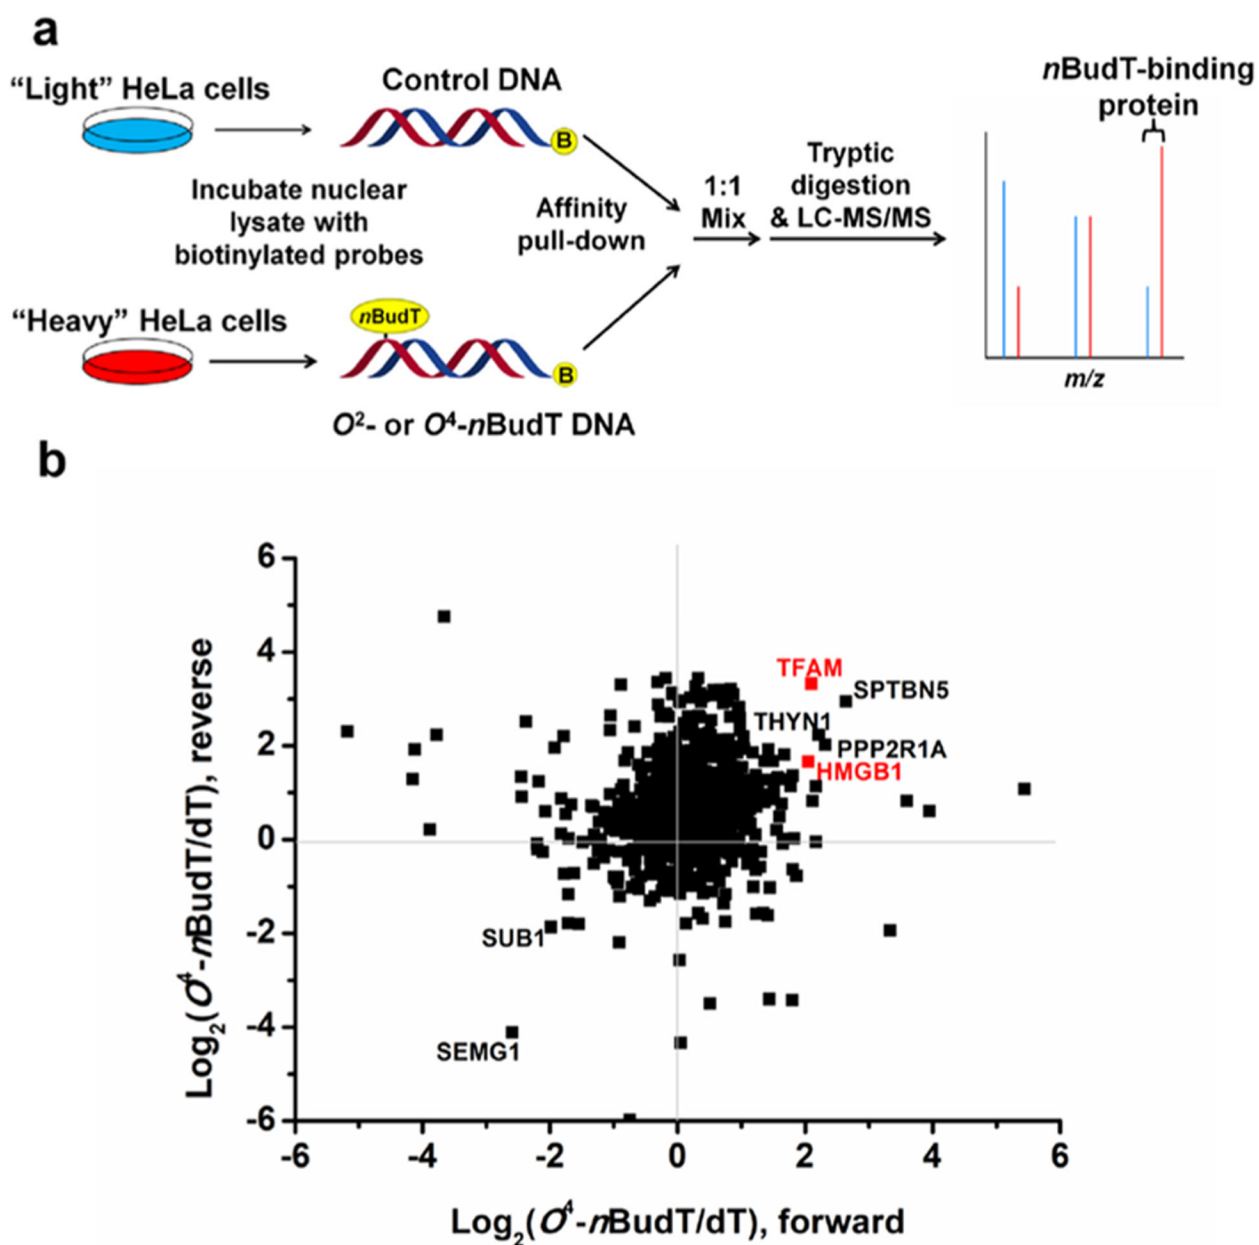 a
"Light" HeLa cells
Control DNA
B
Incubate nuclear
lysate with
biotinylated probes
Affinity
pull-down
1:1
Mix
Tryptic
digestion
& LC-MS/MS
nBudT-binding
protein
m/z
"Heavy" HeLa cells
nBudT
B
O²- or O⁴-nBudT DNA
b
Log₂(O⁴-nBudT/dT), reverse
6
4
2
0
-2
-4
-6
TFAM
SPTBN5
THYN1
PPP2R1A
HMGB1
SUB1
SEMG1
-6 -4 -2 0 2 4 6
Log₂(O⁴-nBudT/dT), forward